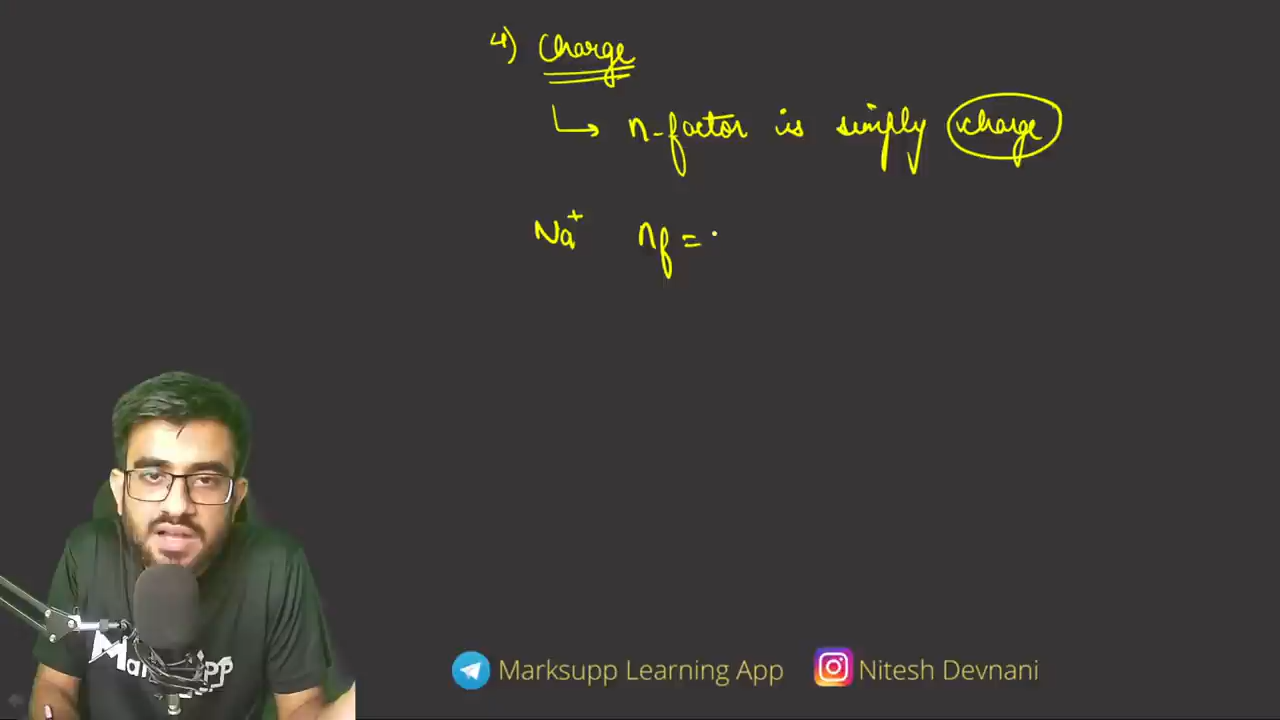 4) Charge
↳ n-factor is simply charge
Na⁺ nf =
Marksupp Learning App Nitesh Devnani